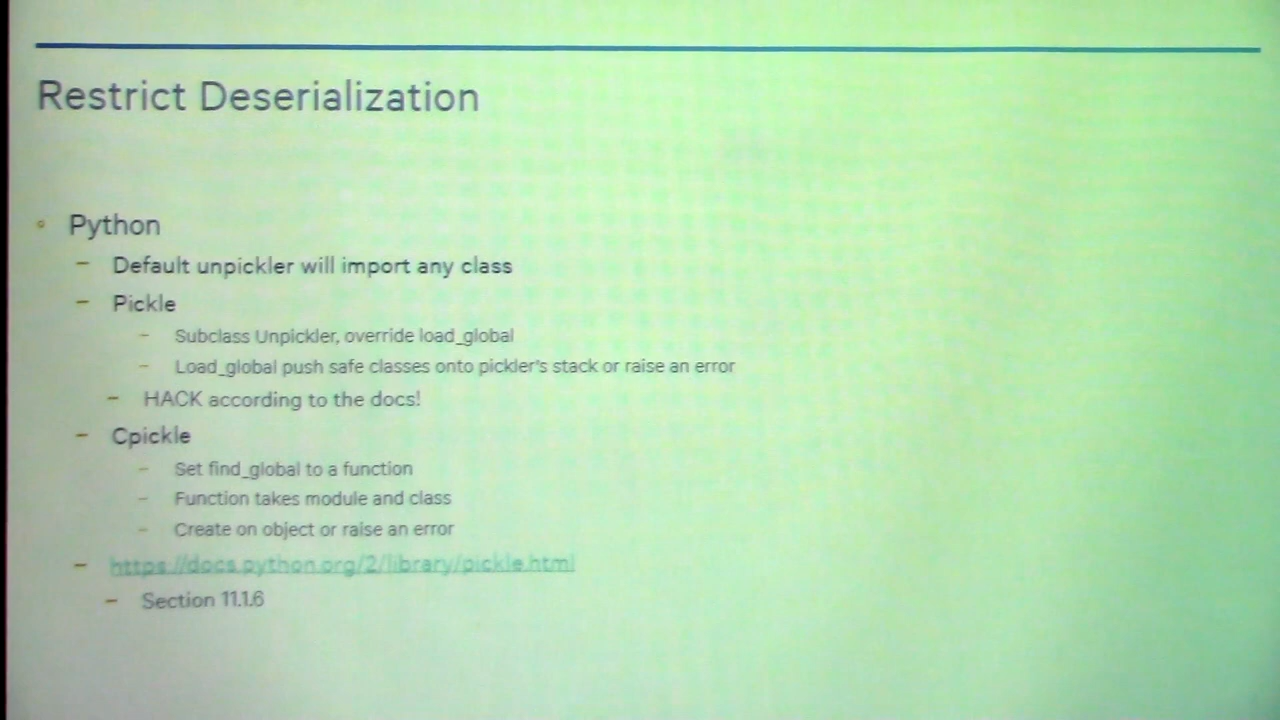 Restrict Deserialization
Python
Default unpickler will import any class
Pickle
Subclass Unpickler, override load_global
Load_global push safe classes onto pickler's stack or raise an error
HACK according to the docs!
Cpickle
Set find_global to a function
Function takes module and class
Create on object or raise an error
https://docs.python.org/2/library/pickle.html
Section 11.1.6